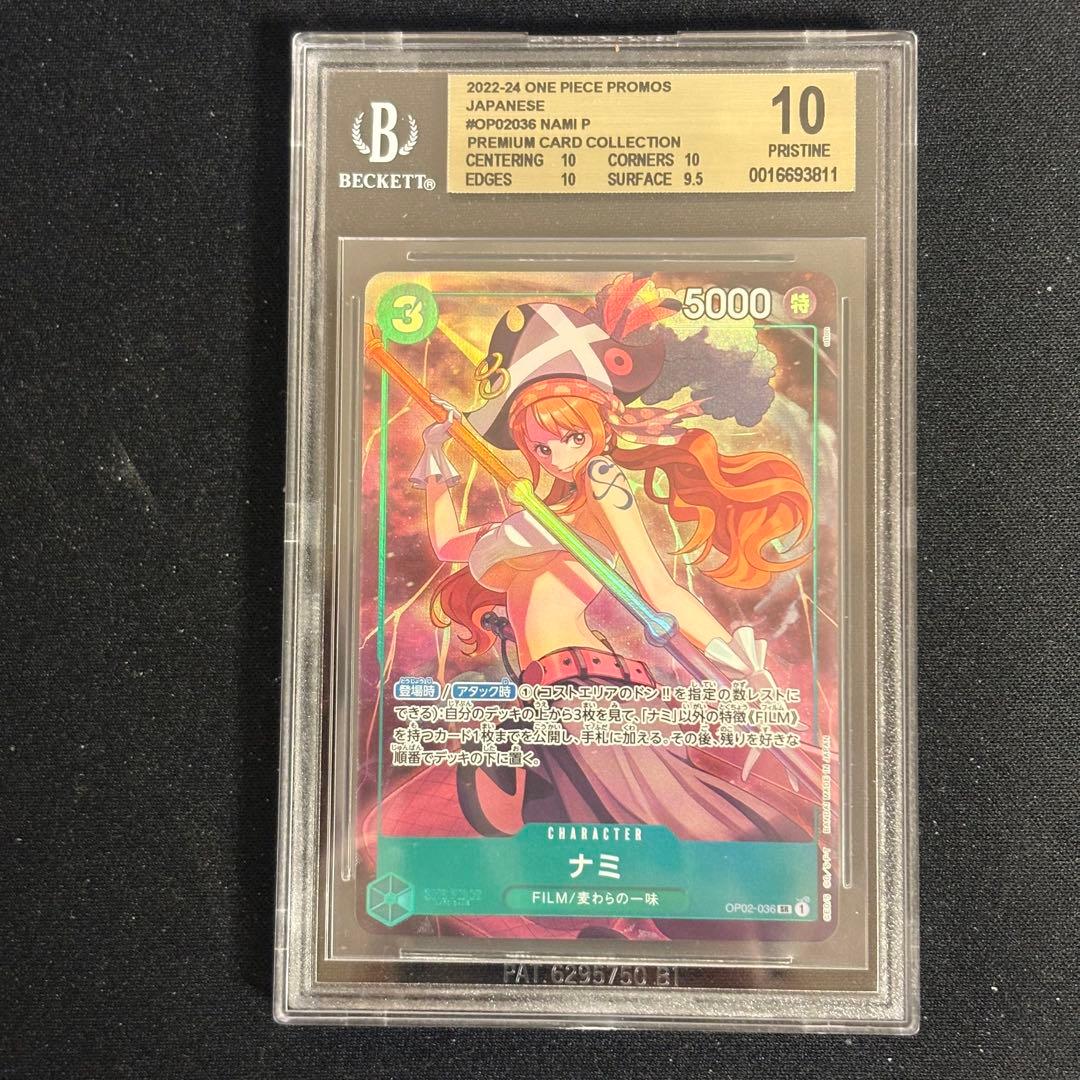 2022-24 ONE PIECE PROMOS
JAPANESE
#OP02036 NAMI P
PREMIUM CARD COLLECTION
CENTERING 10 CORNERS 10
EDGES 10 SURFACE 9.5
10
PRISTINE
0016693811
B
BECKETT®
3
5000
特
登場時/アタック時 ①(コストエリアのドン!!を指定の数レストに
できる):自分のデッキの上から3枚を見て、「ナミ」以外の特徴《FILM》
を持つカード1枚までを公開し、手札に加える。その後、残りを好きな
順番でデッキの下に置く。
CHARACTER
ナミ
FILM/麦わらの一味
OP02-036 SR 1
BANDAI MADE IN JAPAN
PAT. 6295750 B1